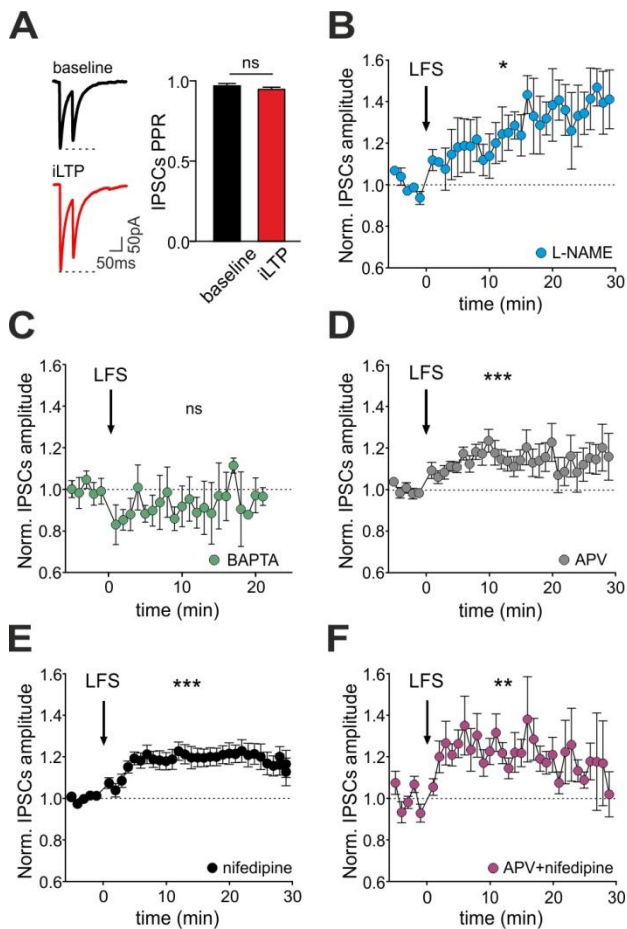 A
baseline
iLTP
50pA
50ms
IPSCs PPR
1.0
0.5
0.0
ns
baseline
iLTP
B
Norm. IPSCs amplitude
1.6
1.4
1.2
1.0
0.8
0.6
LFS
*
L-NAME
0
10
20
30
time (min)
C
Norm. IPSCs amplitude
1.6
1.4
1.2
1.0
0.8
0.6
LFS
ns
BAPTA
0
10
20
time (min)
D
Norm. IPSCs amplitude
1.6
1.4
1.2
1.0
0.8
0.6
LFS
***
APV
0
10
20
30
time (min)
E
Norm. IPSCs amplitude
1.6
1.4
1.2
1.0
0.8
0.6
LFS
***
nifedipine
0
10
20
30
time (min)
F
Norm. IPSCs amplitude
1.6
1.4
1.2
1.0
0.8
0.6
LFS
**
APV+nifedipine
0
10
20
30
time (min)